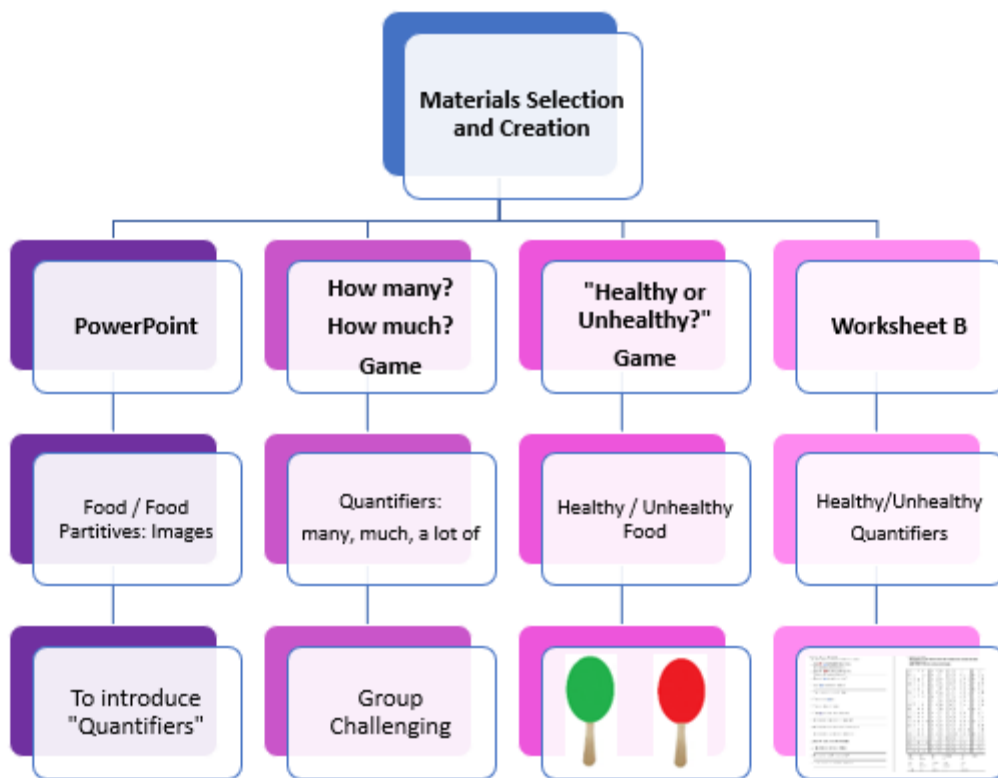 Materials Selection
and Creation
PowerPoint
How many?
How much?
Game
"Healthy or
Unhealthy?"
Game
Worksheet B
Food / Food
Partitives: Images
Quantifiers:
many, much, a lot of
Healthy / Unhealthy
Food
Healthy/Unhealthy
Quantifiers
To introduce
"Quantifiers"
Group
Challenging